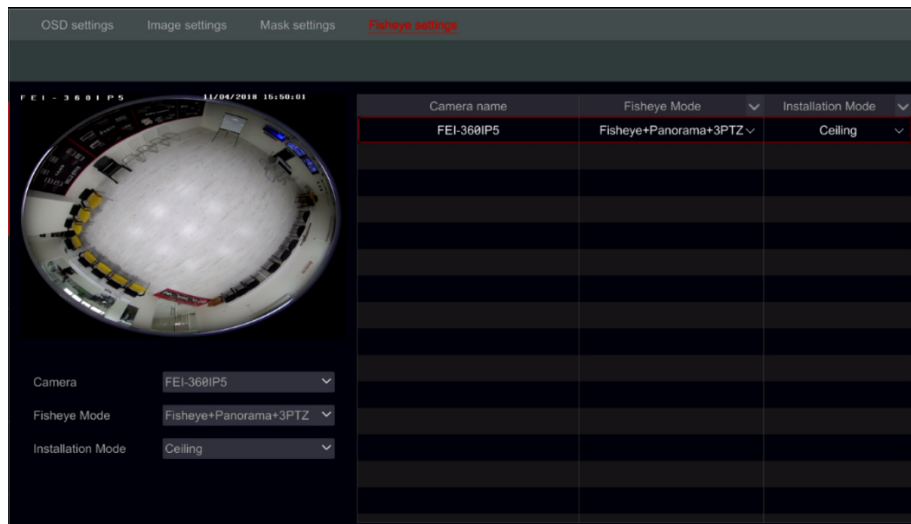 OSD settings Image settings Mask settings Fisheye settings
FEI-360IP5 11/04/2018 15:50:01
Camera name Fisheye Mode Installation Mode
FEI-360IP5 Fisheye+Panorama+3PTZ Ceiling
Camera FEI-360IP5
Fisheye Mode Fisheye+Panorama+3PTZ
Installation Mode Ceiling